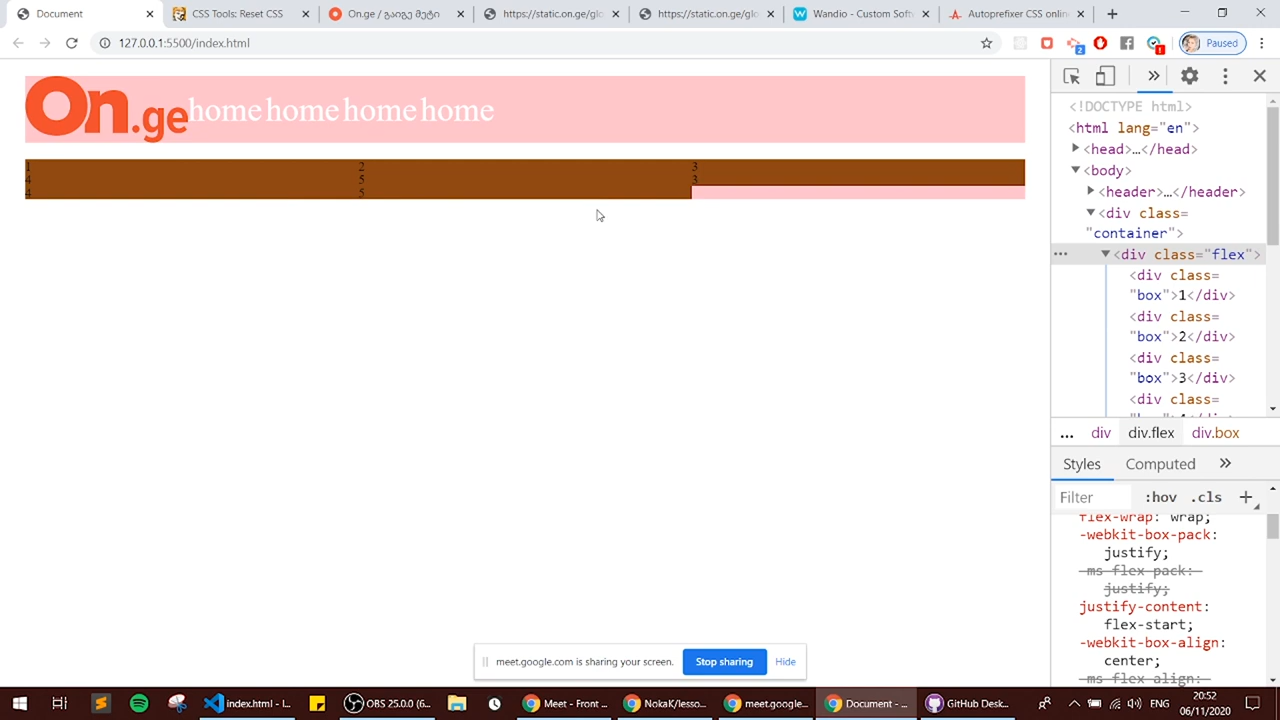 Document
CSS Tools: Reset CSS
On.ge / გაიგე მეტი
https://static.on.ge/glo
https://static.on.ge/glo
Wandio - Custom Soft
Autoprefixer CSS online
127.0.0.1:5500/index.html
2
1
Paused
On.ge home home home home
1 2 3
4 5 3
4 5
<!DOCTYPE html>
<html lang="en">
<head>…</head>
<body>
<header>…</header>
<div class=
"container">
<div class="flex">
<div class=
"box">1</div>
<div class=
"box">2</div>
<div class=
"box">3</div>
<div class=
... div div.flex div.box
Styles Computed
Filter :hov .cls
flex-wrap: wrap;
-webkit-box-pack:
justify;
-ms-flex-pack:
justify;
justify-content:
flex-start;
-webkit-box-align:
center;
-ms-flex-align:
meet.google.com is sharing your screen. Stop sharing Hide
index.html - I...
OBS 25.0.0 (6...
Meet - Front ...
NokaK/lesso...
meet.google...
Document - ...
GitHub Desk...
ENG
20:52
06/11/2020